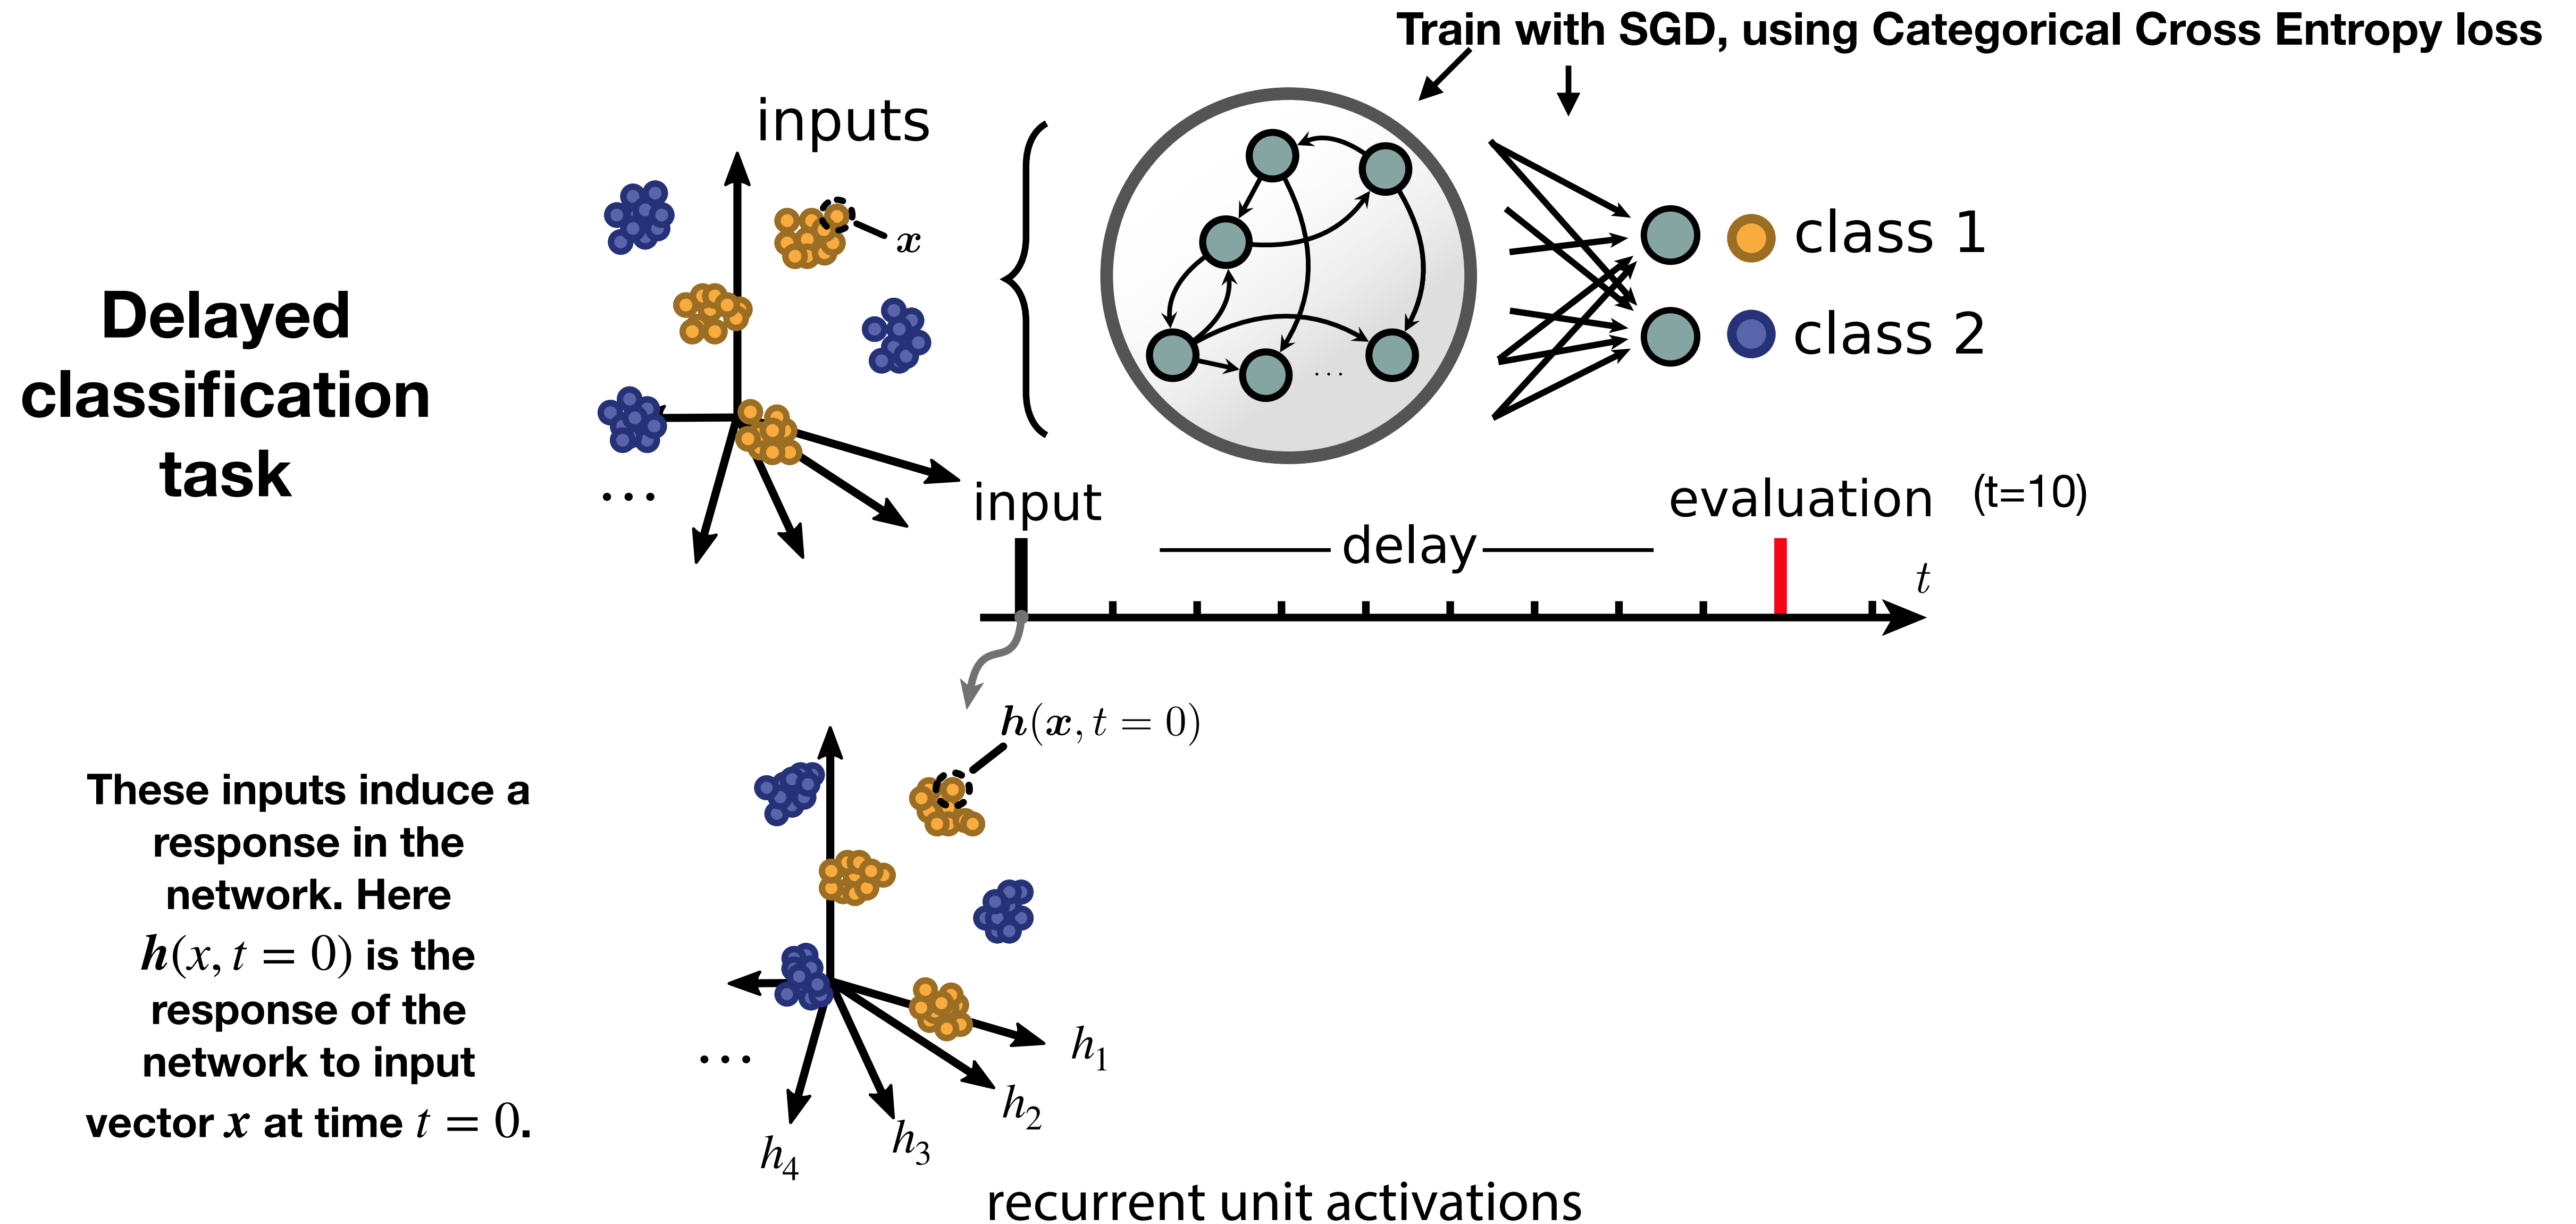 Train with SGD, using Categorical Cross Entropy loss
inputs
x
class 1
class 2
Delayed
classification
task
...
...
input
delay
evaluation (t=10)
t
h(x, t = 0)
These inputs induce a
response in the
network. Here
h(x, t = 0) is the
response of the
network to input
vector x at time t = 0.
...
h₁
h₂
h₃
h₄
recurrent unit activations